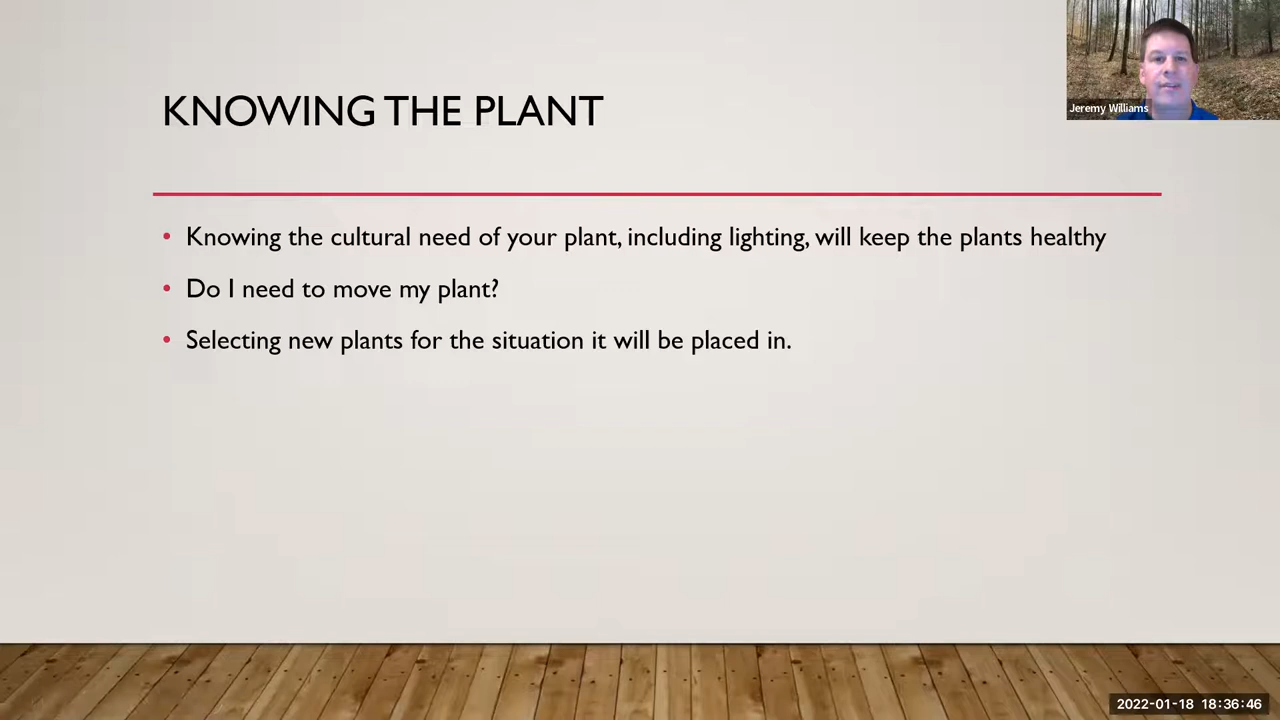 KNOWING THE PLANT
Jeremy Williams
• Knowing the cultural need of your plant, including lighting, will keep the plants healthy
• Do I need to move my plant?
• Selecting new plants for the situation it will be placed in.
2022-01-18 18:36:46